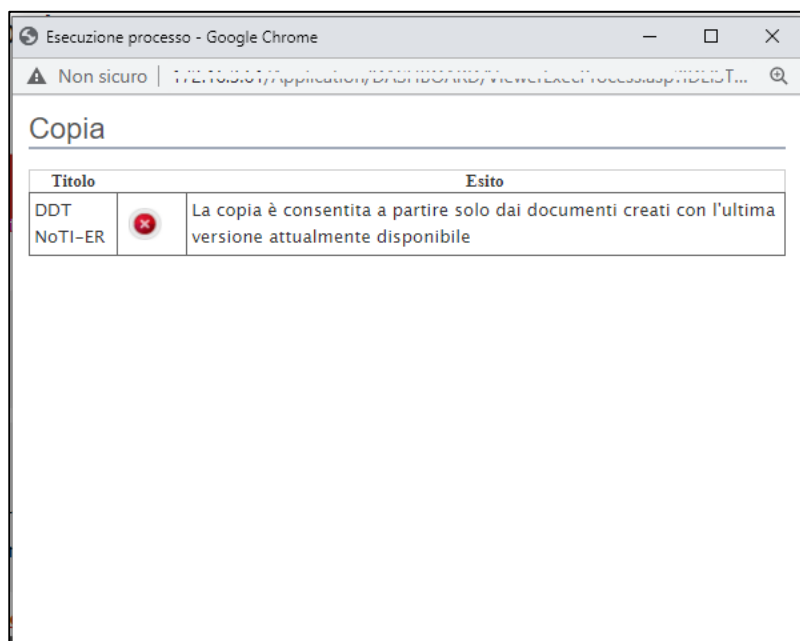 Esecuzione processo - Google Chrome
Non sicuro
Copia
Titolo Esito
DDT La copia è consentita a partire solo dai documenti creati con l'ultima
NoTI-ER versione attualmente disponibile